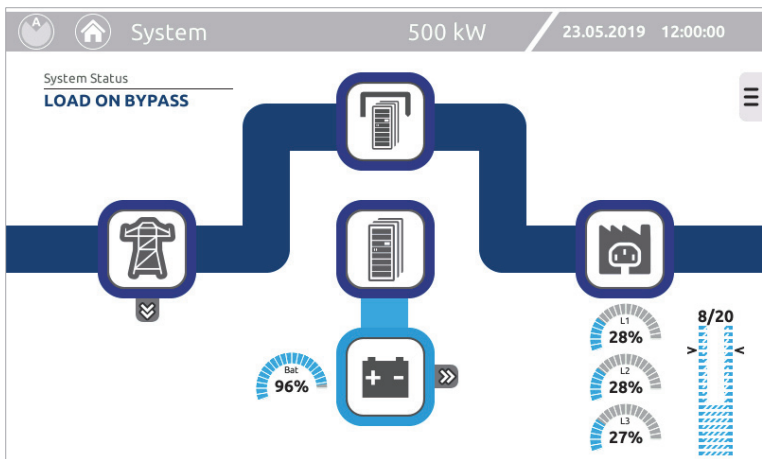 A
System
500 kW
23.05.2019 12:00:00
System Status
LOAD ON BYPASS
L1
28%
8/20
> <
Bat
96%
+ -
L2
28%
L3
27%